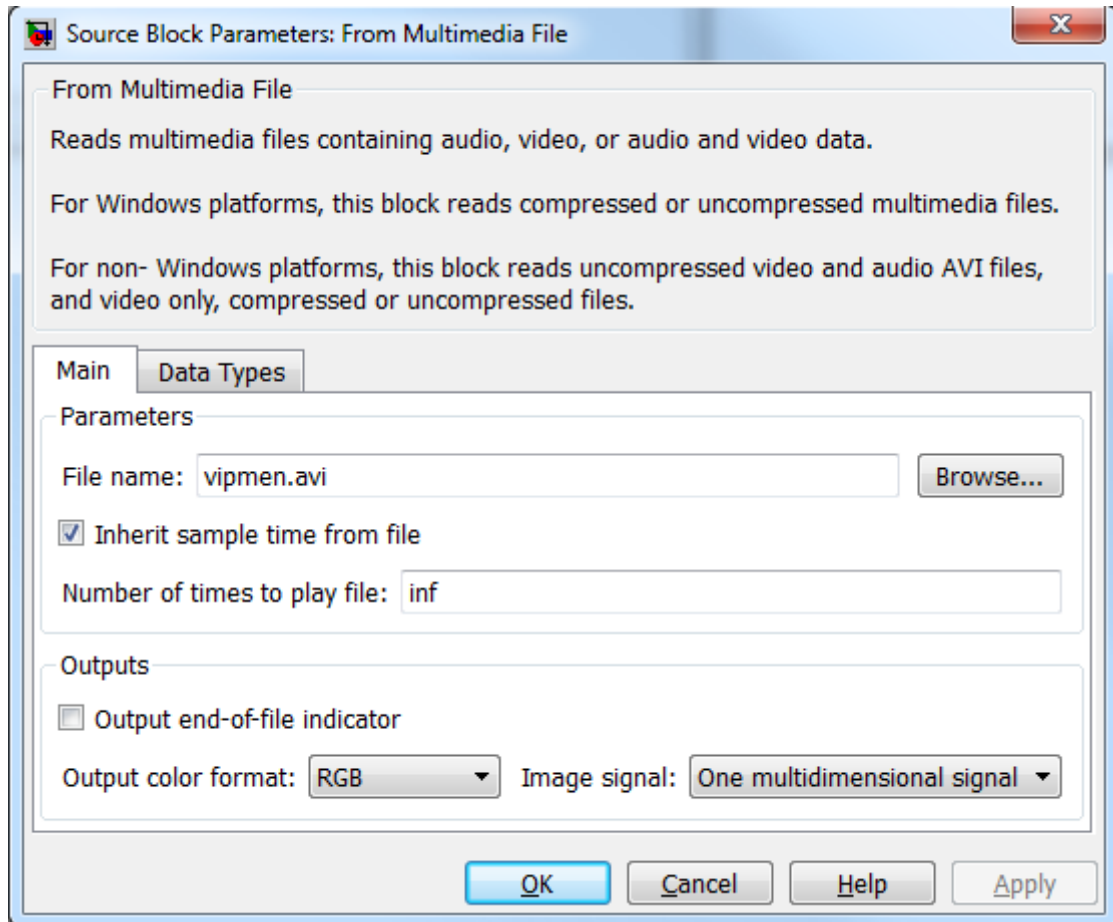 Source Block Parameters: From Multimedia File
From Multimedia File
Reads multimedia files containing audio, video, or audio and video data.
For Windows platforms, this block reads compressed or uncompressed multimedia files.
For non- Windows platforms, this block reads uncompressed video and audio AVI files,
and video only, compressed or uncompressed files.
Main Data Types
Parameters
File name: vipmen.avi Browse...
Inherit sample time from file
Number of times to play file: inf
Outputs
Output end-of-file indicator
Output color format: RGB Image signal: One multidimensional signal
OK Cancel Help Apply